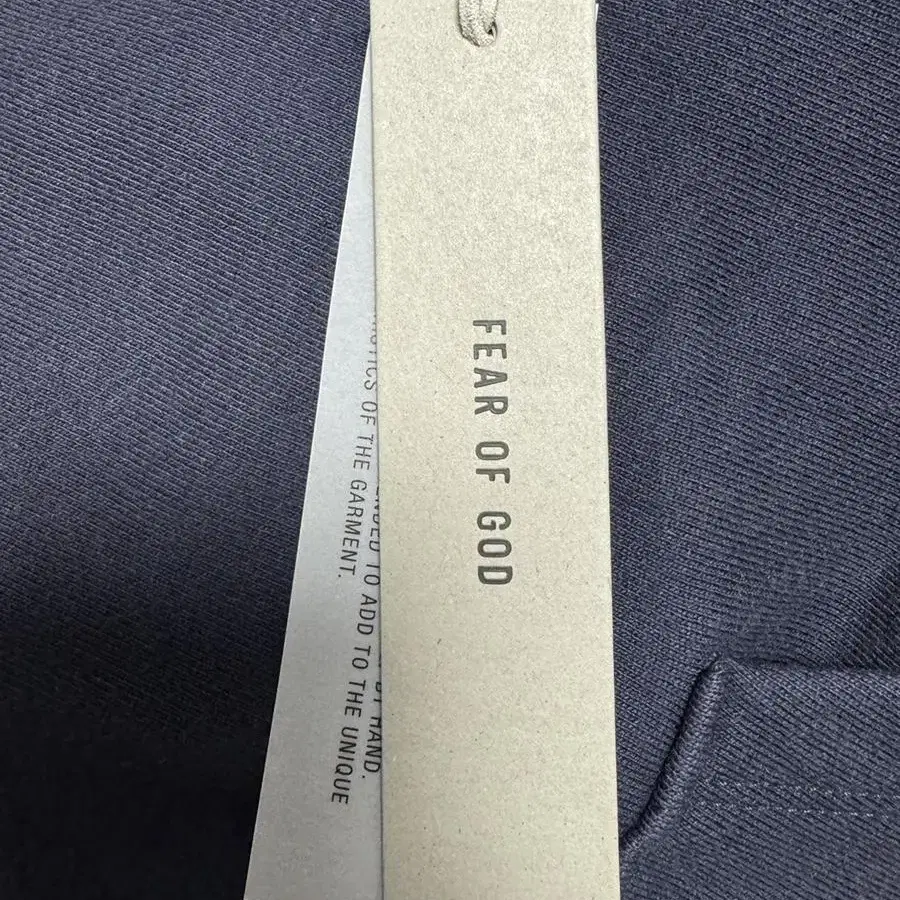 FEAR OF GOD
BY HAND.
TO ADD TO THE UNIQUE
OF THE GARMENT.